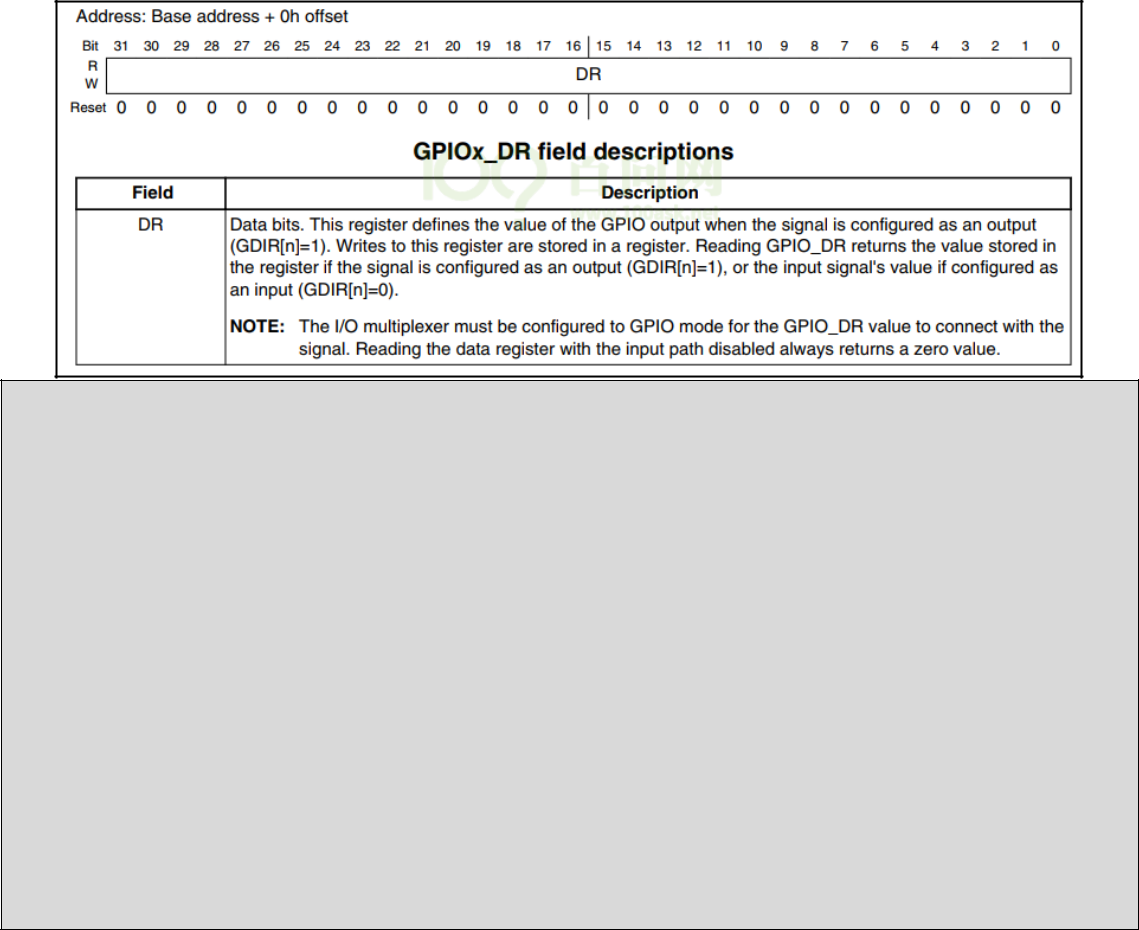 Address: Base address + 0h offset
Bit 31 30 29 28 27 26 25 24 23 22 21 20 19 18 17 16 15 14 13 12 11 10 9 8 7 6 5 4 3 2 1 0
R
DR
W
Reset 0 0 0 0 0 0 0 0 0 0 0 0 0 0 0 0 0 0 0 0 0 0 0 0 0 0 0 0 0 0 0 0
GPIOx_DR field descriptions
Field Description
DR Data bits. This register defines the value of the GPIO output when the signal is configured as an output
(GDIR[n]=1). Writes to this register are stored in a register. Reading GPIO_DR returns the value stored in
the register if the signal is configured as an output (GDIR[n]=1), or the input signal's value if configured as
an input (GDIR[n]=0).
NOTE: The I/O multiplexer must be configured to GPIO mode for the GPIO_DR value to connect with the
signal. Reading the data register with the input path disabled always returns a zero value.